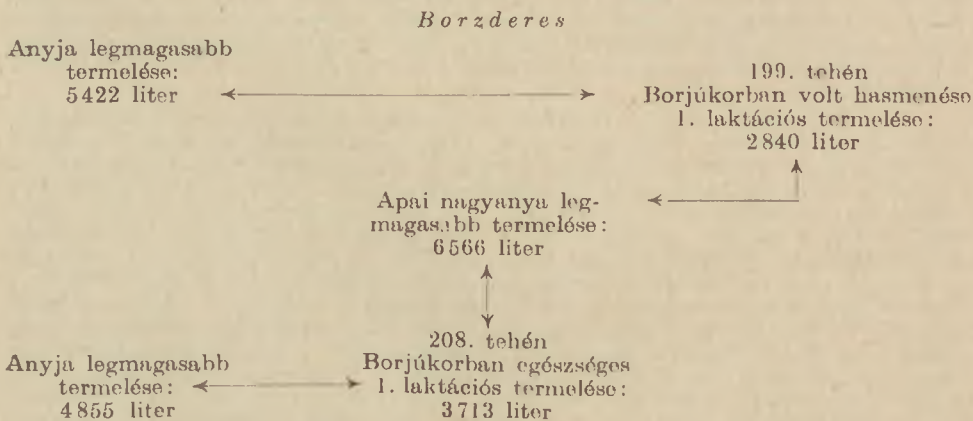 Borzderes
Anyja legmagasabb
termelése:
5422 liter
199. tehén
Borjúkorban volt hasmenése
1. laktációs termelése:
2840 liter
Apai nagyanya leg-
magasabb termelése:
6566 liter
208. tehén
Borjúkorban egészséges
1. laktációs termelése:
3713 liter
Anyja legmagasabb
termelése:
4855 liter